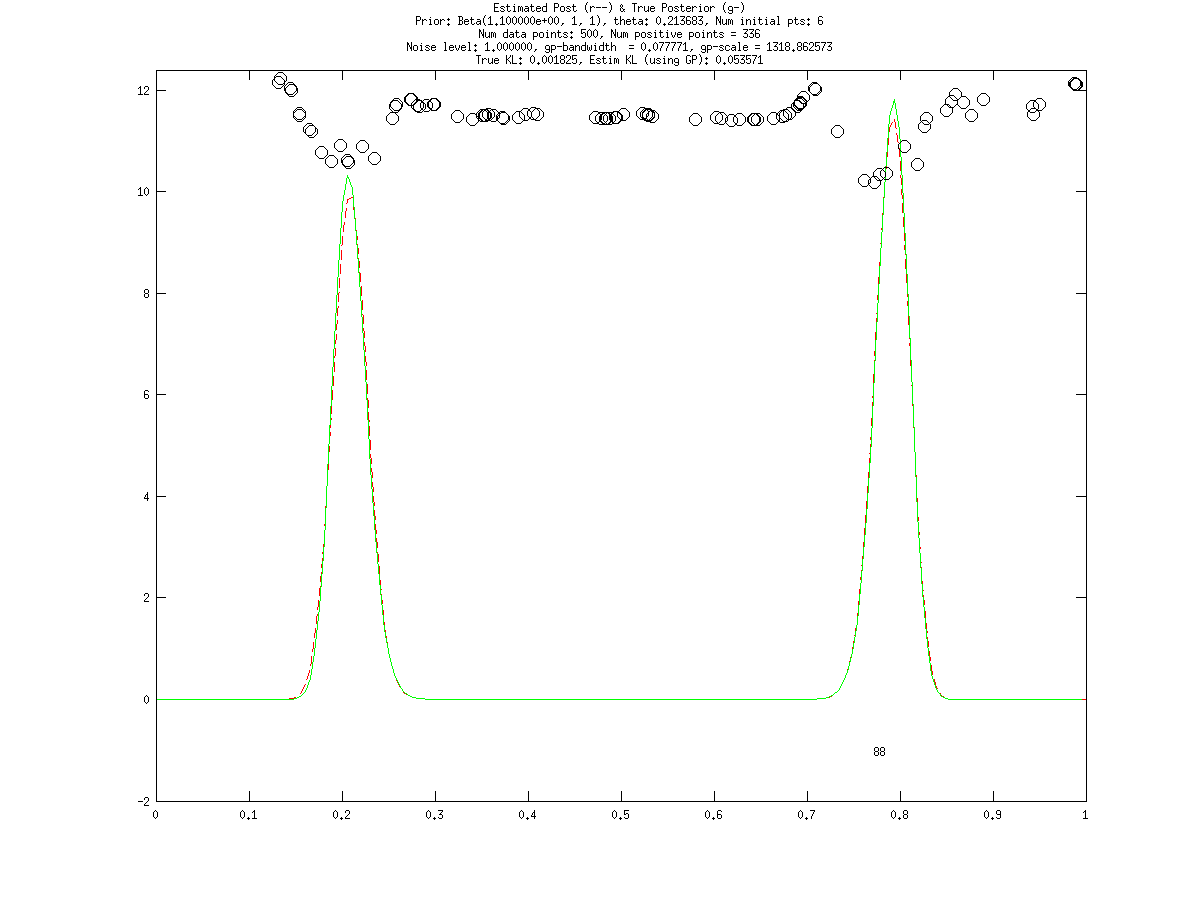 Estimated Post (r--) & True Posterior (g-)
Prior: Beta(1.100000e+00, 1, 1), theta: 0.213683, Num initial pts: 6
Num data points: 500, Num positive points = 336
Noise level: 1.000000, gp-bandwidth  = 0.077771, gp-scale = 1318.862573
True KL: 0.001825, Estim KL (using GP): 0.053571
12
10
8
6
4
2
0
88
-2
0 0.1 0.2 0.3 0.4 0.5 0.6 0.7 0.8 0.9 1